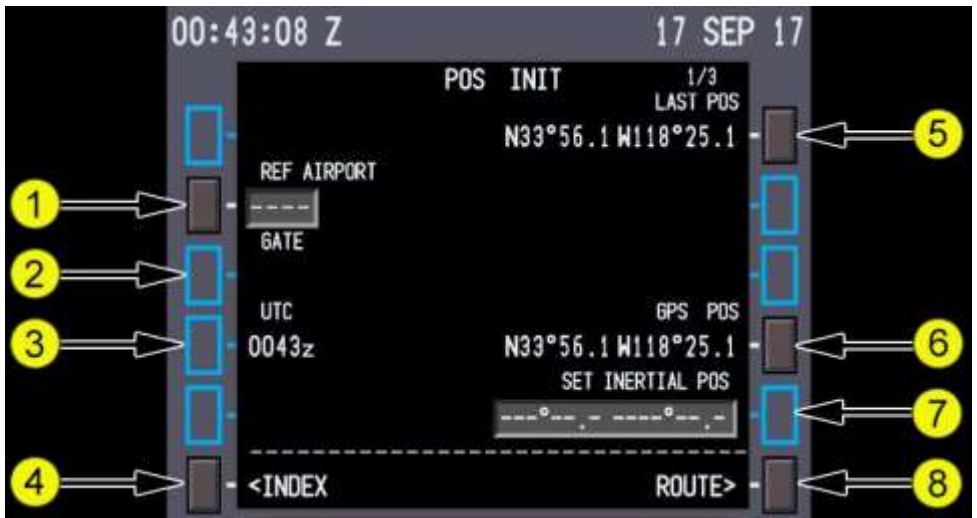 00:43:08 Z 17 SEP 17
POS INIT 1/3
LAST POS
N33°56.1 W118°25.1
5
REF AIRPORT
1
----
GATE
2
UTC GPS POS
3
0043z N33°56.1 W118°25.1
6
SET INERTIAL POS
---°--.- ----°--.-
7
--------------------------------
4
<INDEX ROUTE>
8